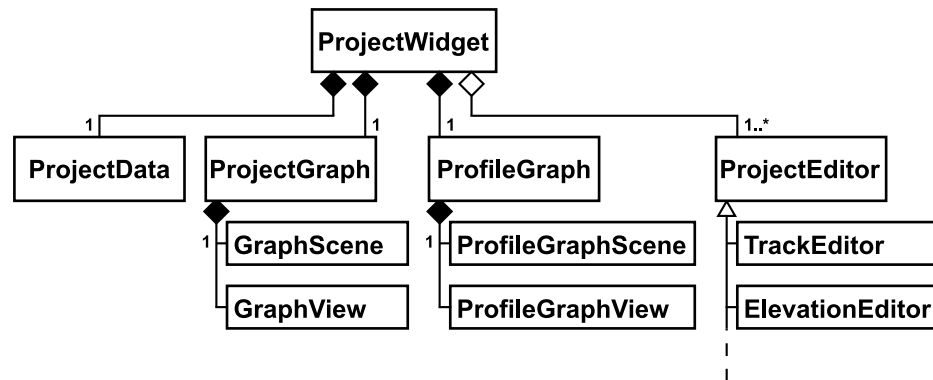 ProjectWidget
1
1
1
1..*
ProjectData
ProjectGraph
ProfileGraph
ProjectEditor
1
GraphScene
1
ProfileGraphScene
TrackEditor
GraphView
ProfileGraphView
ElevationEditor